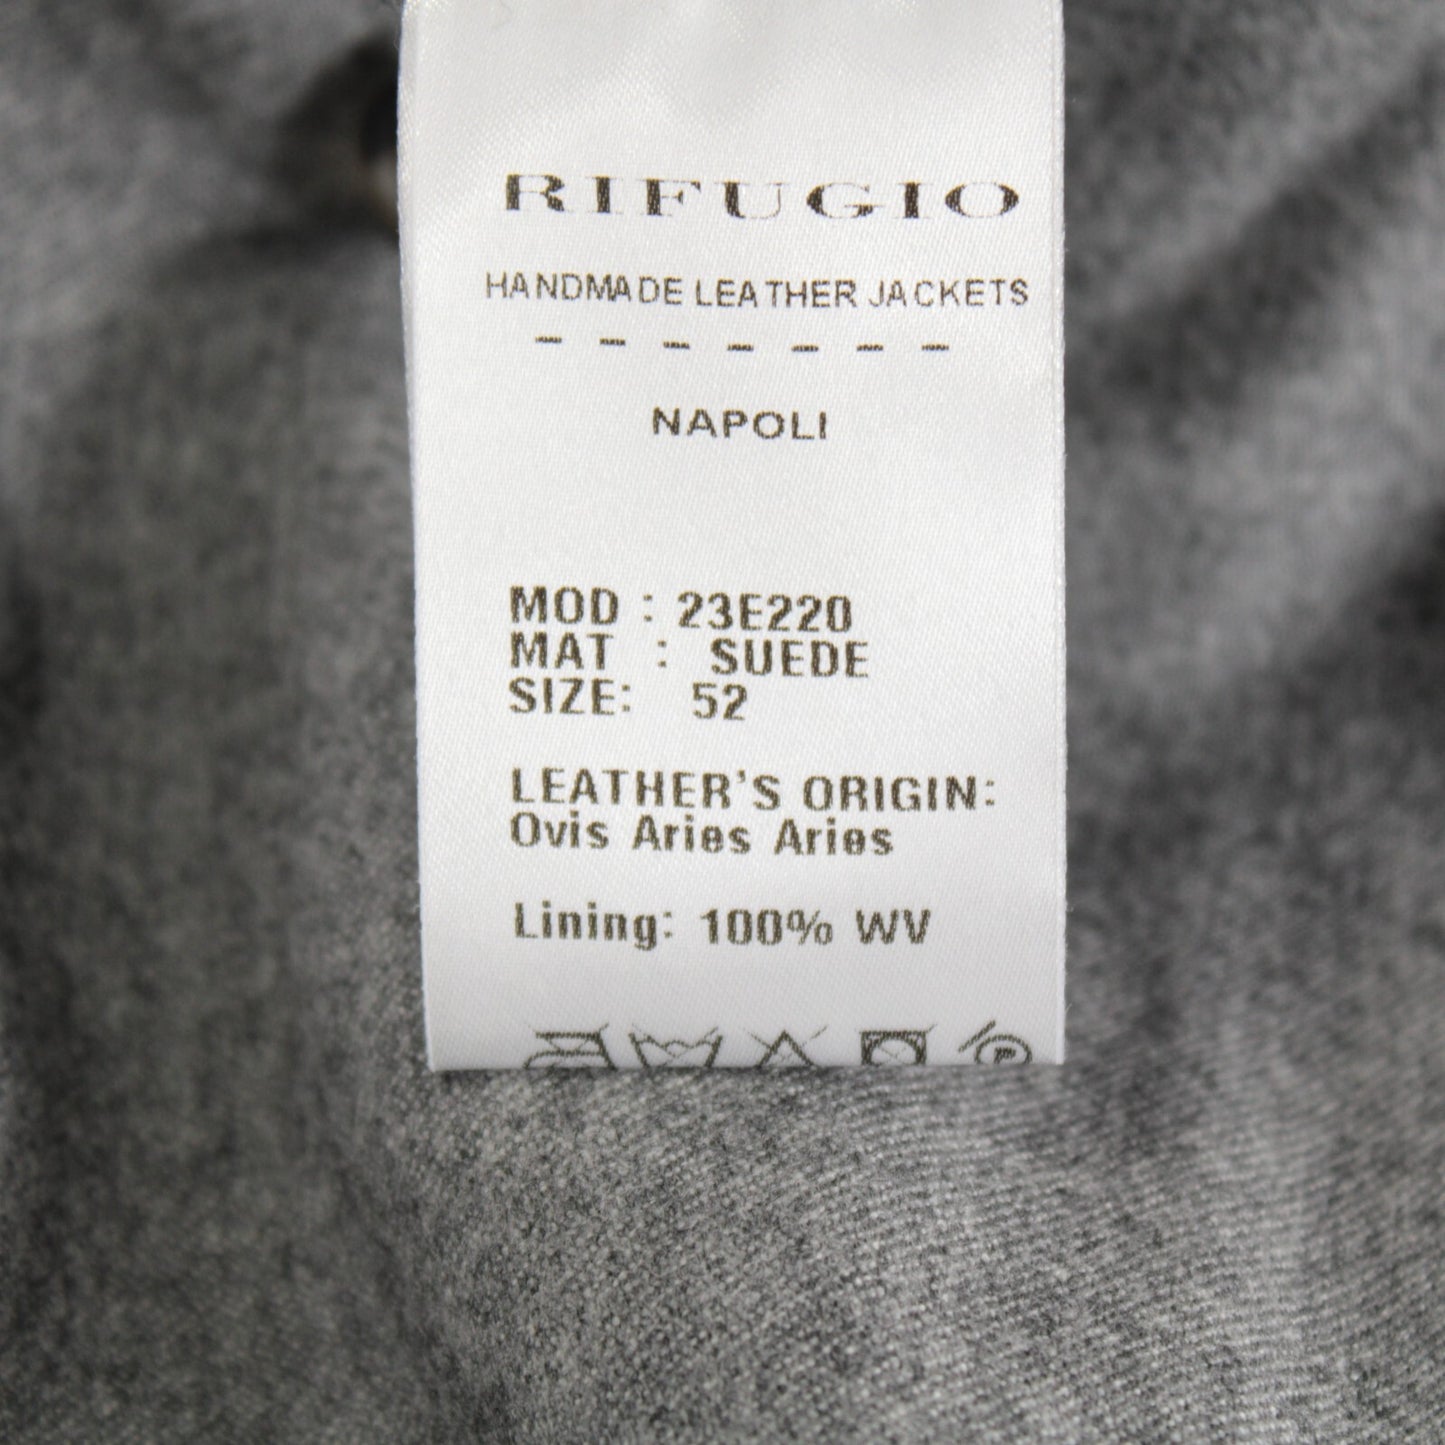 RIFUGIO
HANDMADE LEATHER JACKETS
- - - - - - -
NAPOLI
MOD : 23E220
MAT : SUEDE
SIZE: 52
LEATHER'S ORIGIN:
Ovis Aries Aries
Lining: 100% WV
P